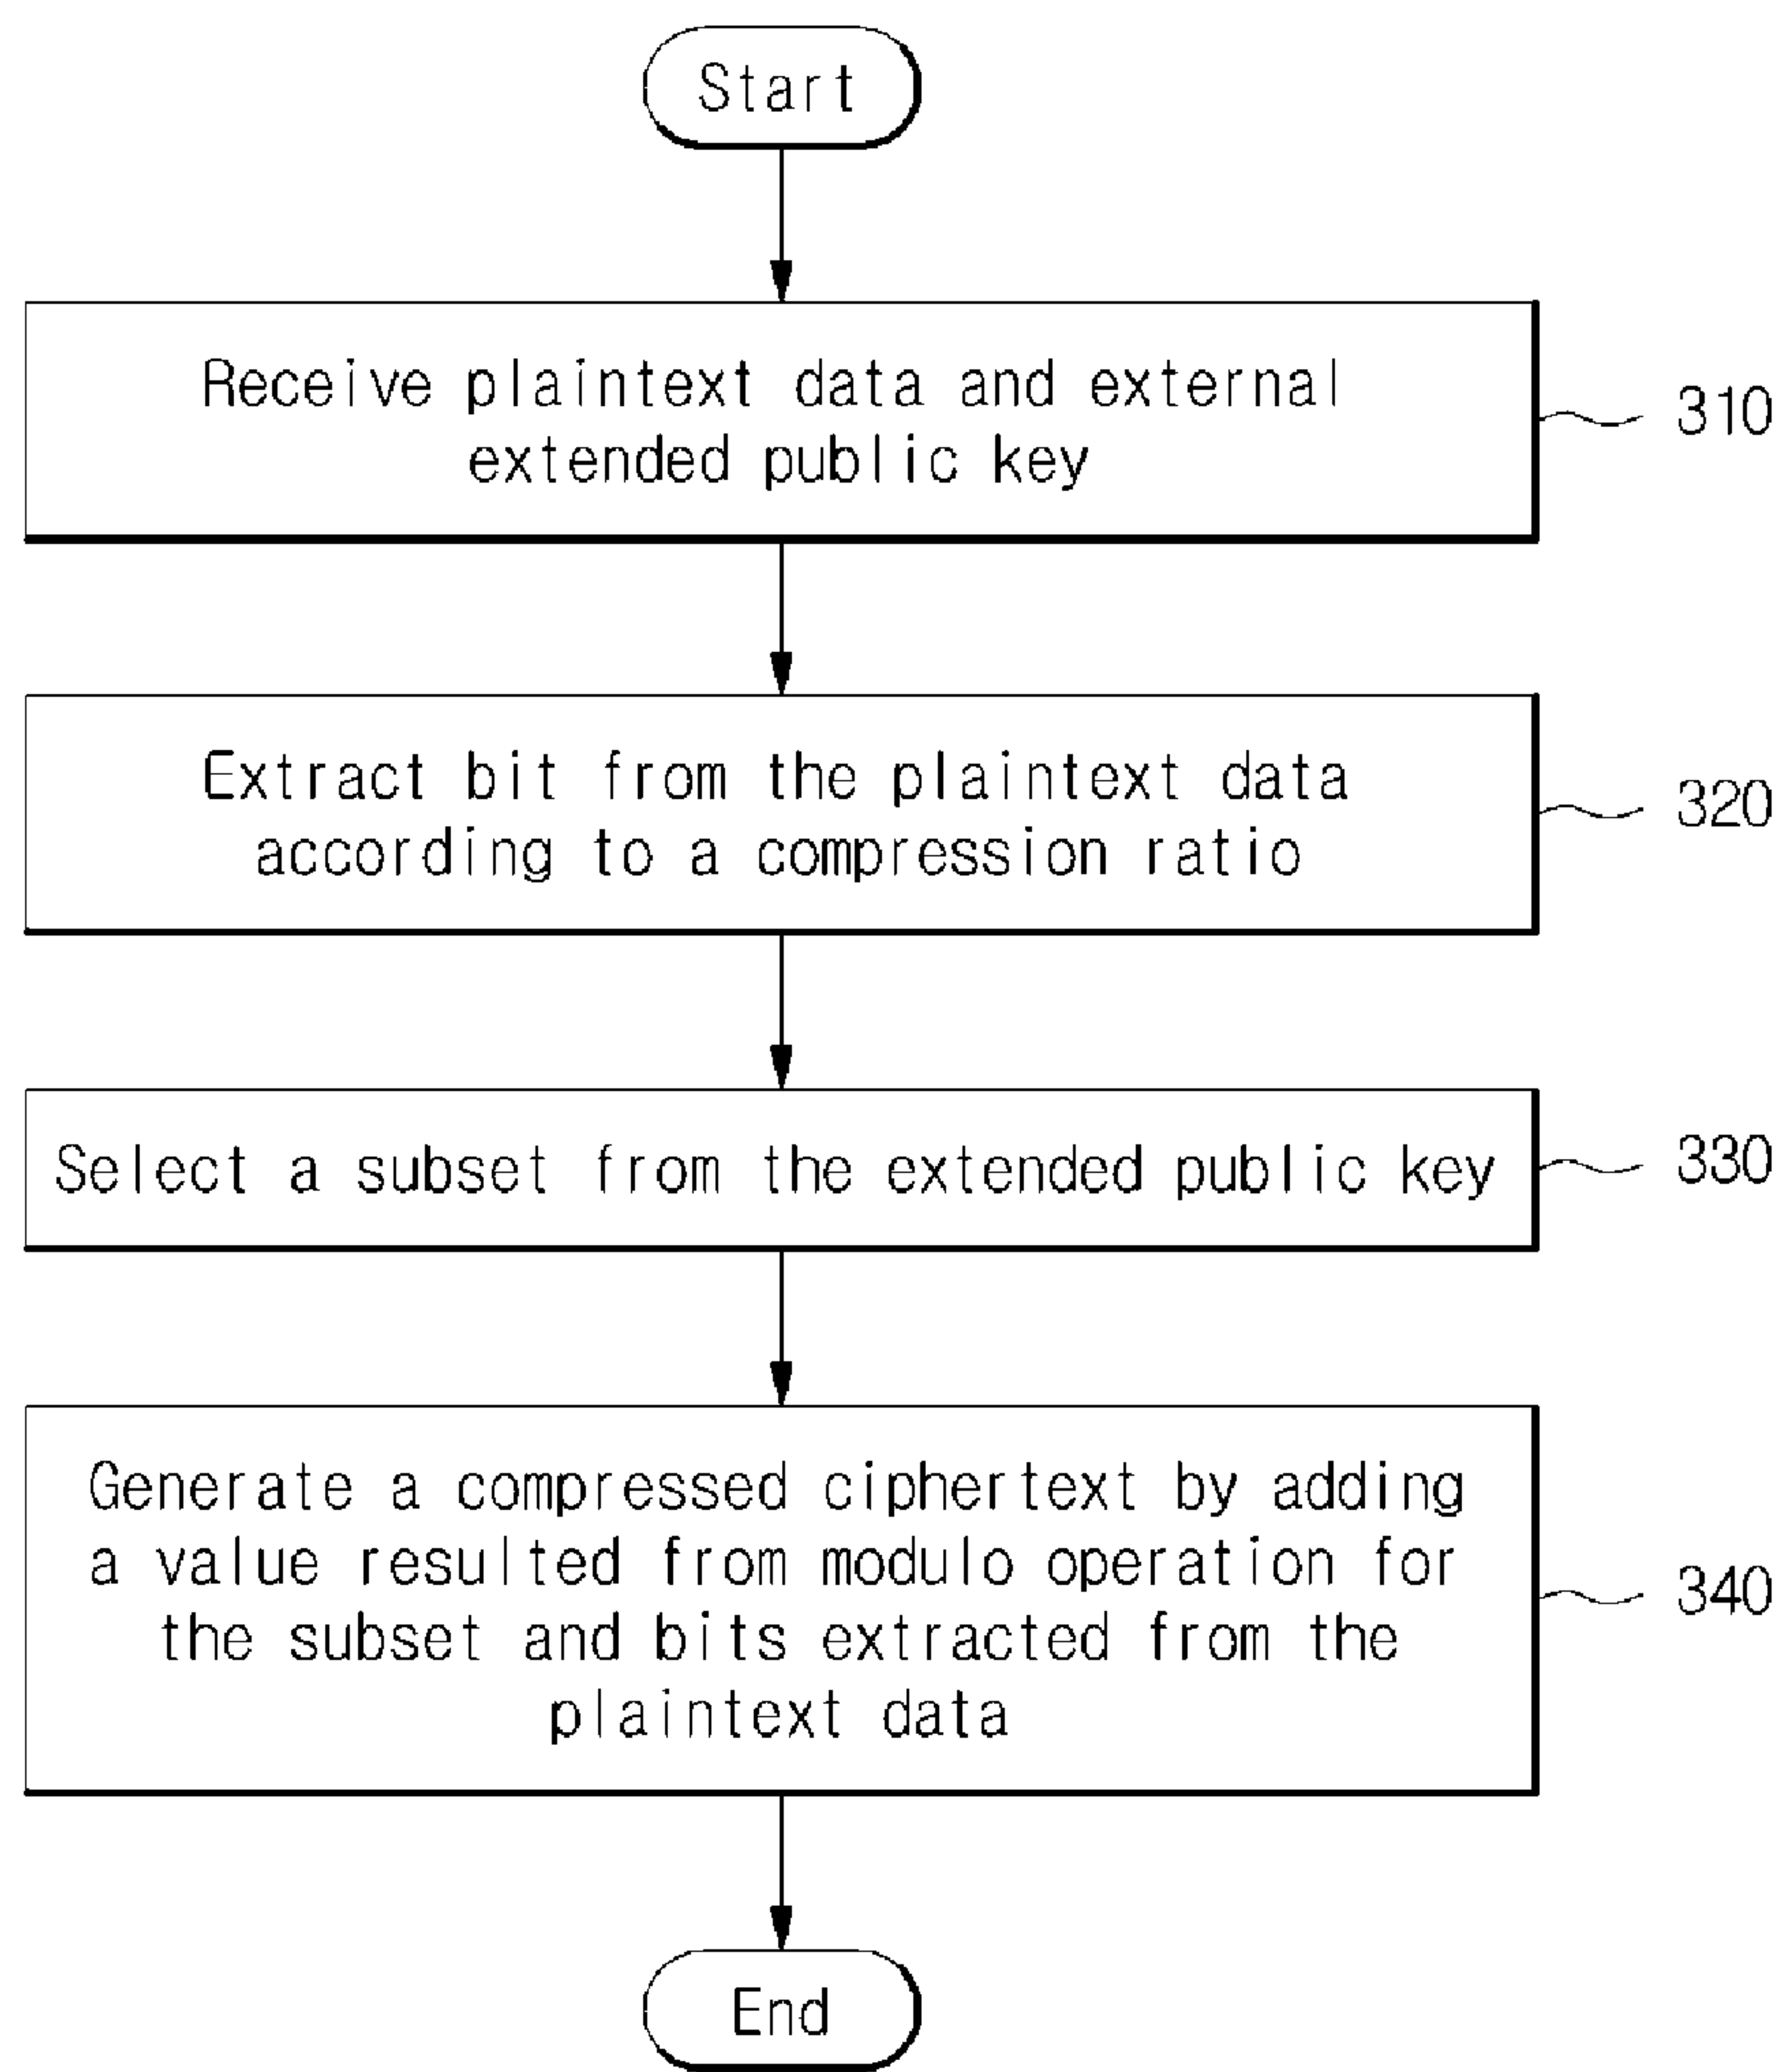 Start
Receive plaintext data and external
extended public key
310
Extract bit from the plaintext data
according to a compression ratio
320
Select a subset from the extended public key
330
Generate a compressed ciphertext by adding
a value resulted from modulo operation for
the subset and bits extracted from the
plaintext data
340
End